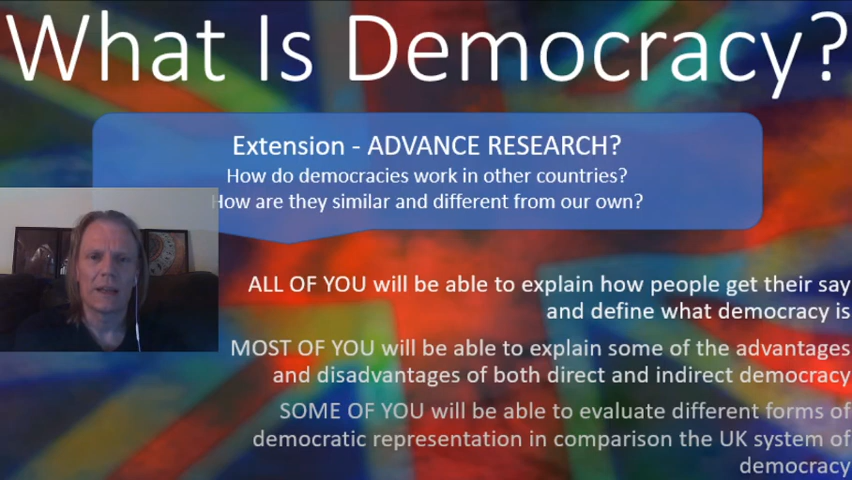 What Is Democracy?
Extension - ADVANCE RESEARCH?
How do democracies work in other countries?
How are they similar and different from our own?
ALL OF YOU will be able to explain how people get their say
and define what democracy is
MOST OF YOU will be able to explain some of the advantages
and disadvantages of both direct and indirect democracy
SOME OF YOU will be able to evaluate different forms of
democratic representation in comparison the UK system of
democracy